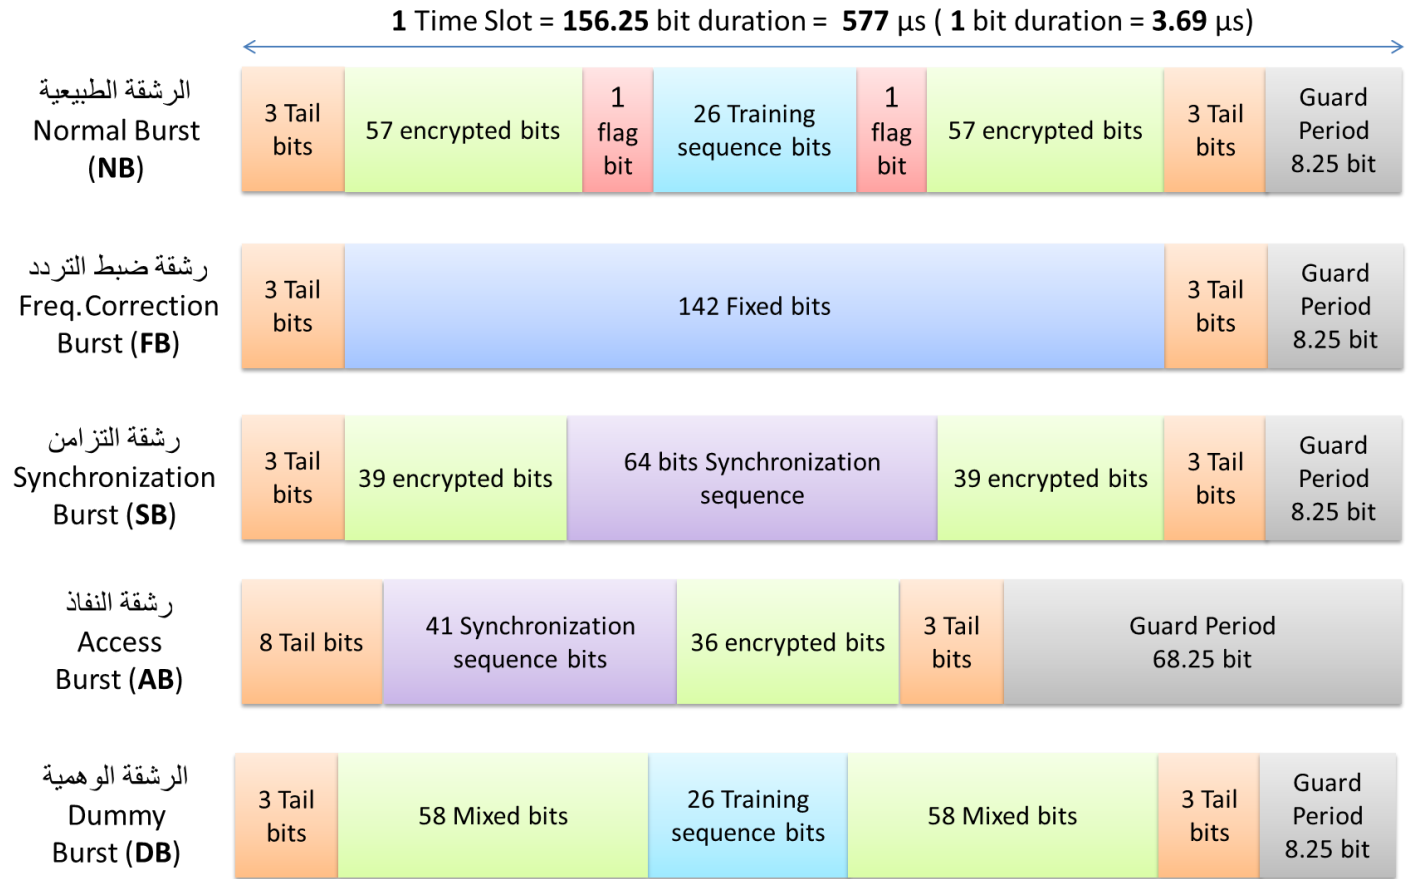 1 Time Slot = 156.25 bit duration = 577 µs ( 1 bit duration = 3.69 µs)
الرشقة الطبيعية
Normal Burst
(NB)
3 Tail
bits
57 encrypted bits
1
flag
bit
26 Training
sequence bits
1
flag
bit
57 encrypted bits
3 Tail
bits
Guard
Period
8.25 bit
رشقة ضبط التردد
Freq.Correction
Burst (FB)
3 Tail
bits
142 Fixed bits
3 Tail
bits
Guard
Period
8.25 bit
رشقة التزامن
Synchronization
Burst (SB)
3 Tail
bits
39 encrypted bits
64 bits Synchronization
sequence
39 encrypted bits
3 Tail
bits
Guard
Period
8.25 bit
رشقة النفاذ
Access
Burst (AB)
8 Tail bits
41 Synchronization
sequence bits
36 encrypted bits
3 Tail
bits
Guard Period
68.25 bit
الرشقة الوهمية
Dummy
Burst (DB)
3 Tail
bits
58 Mixed bits
26 Training
sequence bits
58 Mixed bits
3 Tail
bits
Guard
Period
8.25 bit